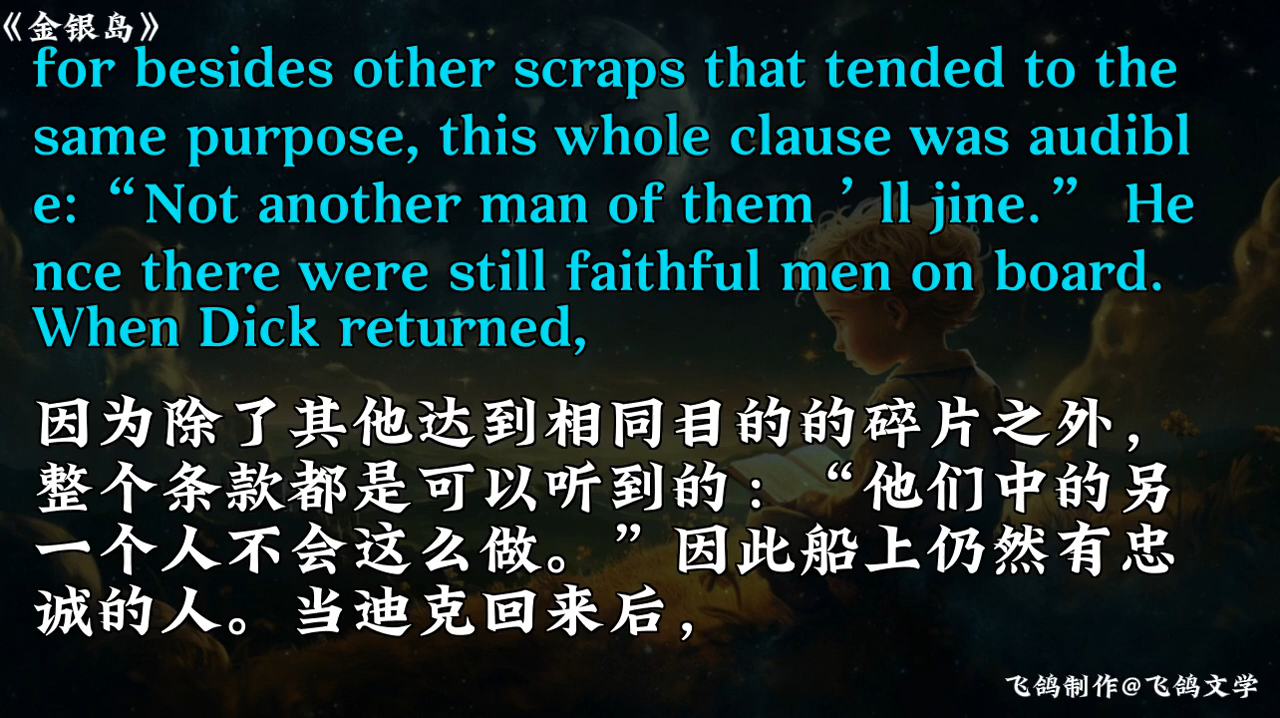 《金银岛》
for besides other scraps that tended to the
same purpose, this whole clause was audibl
e: “Not another man of them ’ ll jine.” He
nce there were still faithful men on board.
When Dick returned,
因为除了其他达到相同目的的碎片之外，
整个条款都是可以听到的：“他们中的另
一个人不会这么做。”因此船上仍然有忠
诚的人。当迪克回来后，
飞鸽制作@飞鸽文学